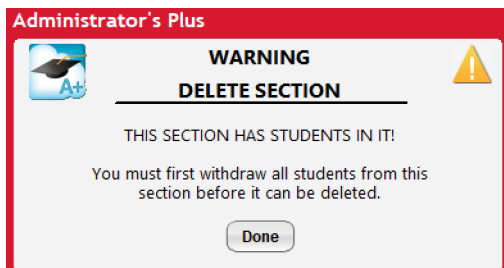 Administrator's Plus
WARNING
DELETE SECTION
A+
THIS SECTION HAS STUDENTS IN IT!
You must first withdraw all students from this
section before it can be deleted.
Done